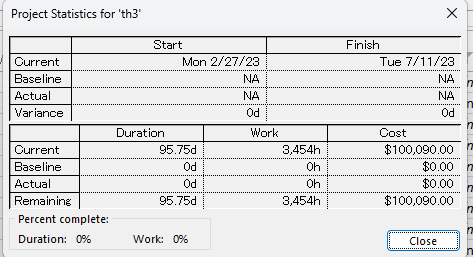 Project Statistics for 'th3'
Start Finish
Current Mon 2/27/23 Tue 7/11/23
Baseline NA NA
Actual NA NA
Variance 0d 0d
Duration Work Cost
Current 95.75d 3,454h $100,090.00
Baseline 0d 0h $0.00
Actual 0d 0h $0.00
Remaining 95.75d 3,454h $100,090.00
Percent complete:
Duration: 0% Work: 0%
Close